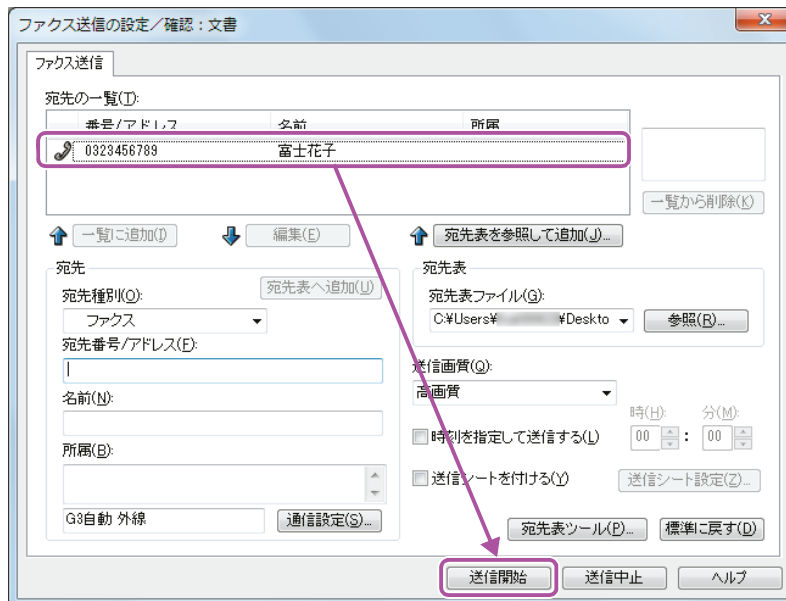 ファクス送信の設定／確認：文書
ファクス送信
宛先の一覧(T):
番号/アドレス 名前 所属
0323456789 富士花子
一覧から削除(K)
一覧に追加(I) 編集(E) 宛先表を参照して追加(J)...
宛先 宛先表
宛先種別(O): 宛先表へ追加(U) 宛先表ファイル(G):
ファクス C:¥Users¥ ¥Deskto 参照(R)...
宛先番号/アドレス(F):
送信画質(Q):
高画質
名前(N):
時(H): 分(M):
時刻を指定して送信する(L) 00 : 00
所属(B):
送信シートを付ける(Y) 送信シート設定(Z)...
G3自動 外線 通信設定(S)...
宛先表ツール(P)... 標準に戻す(D)
送信開始 送信中止 ヘルプ